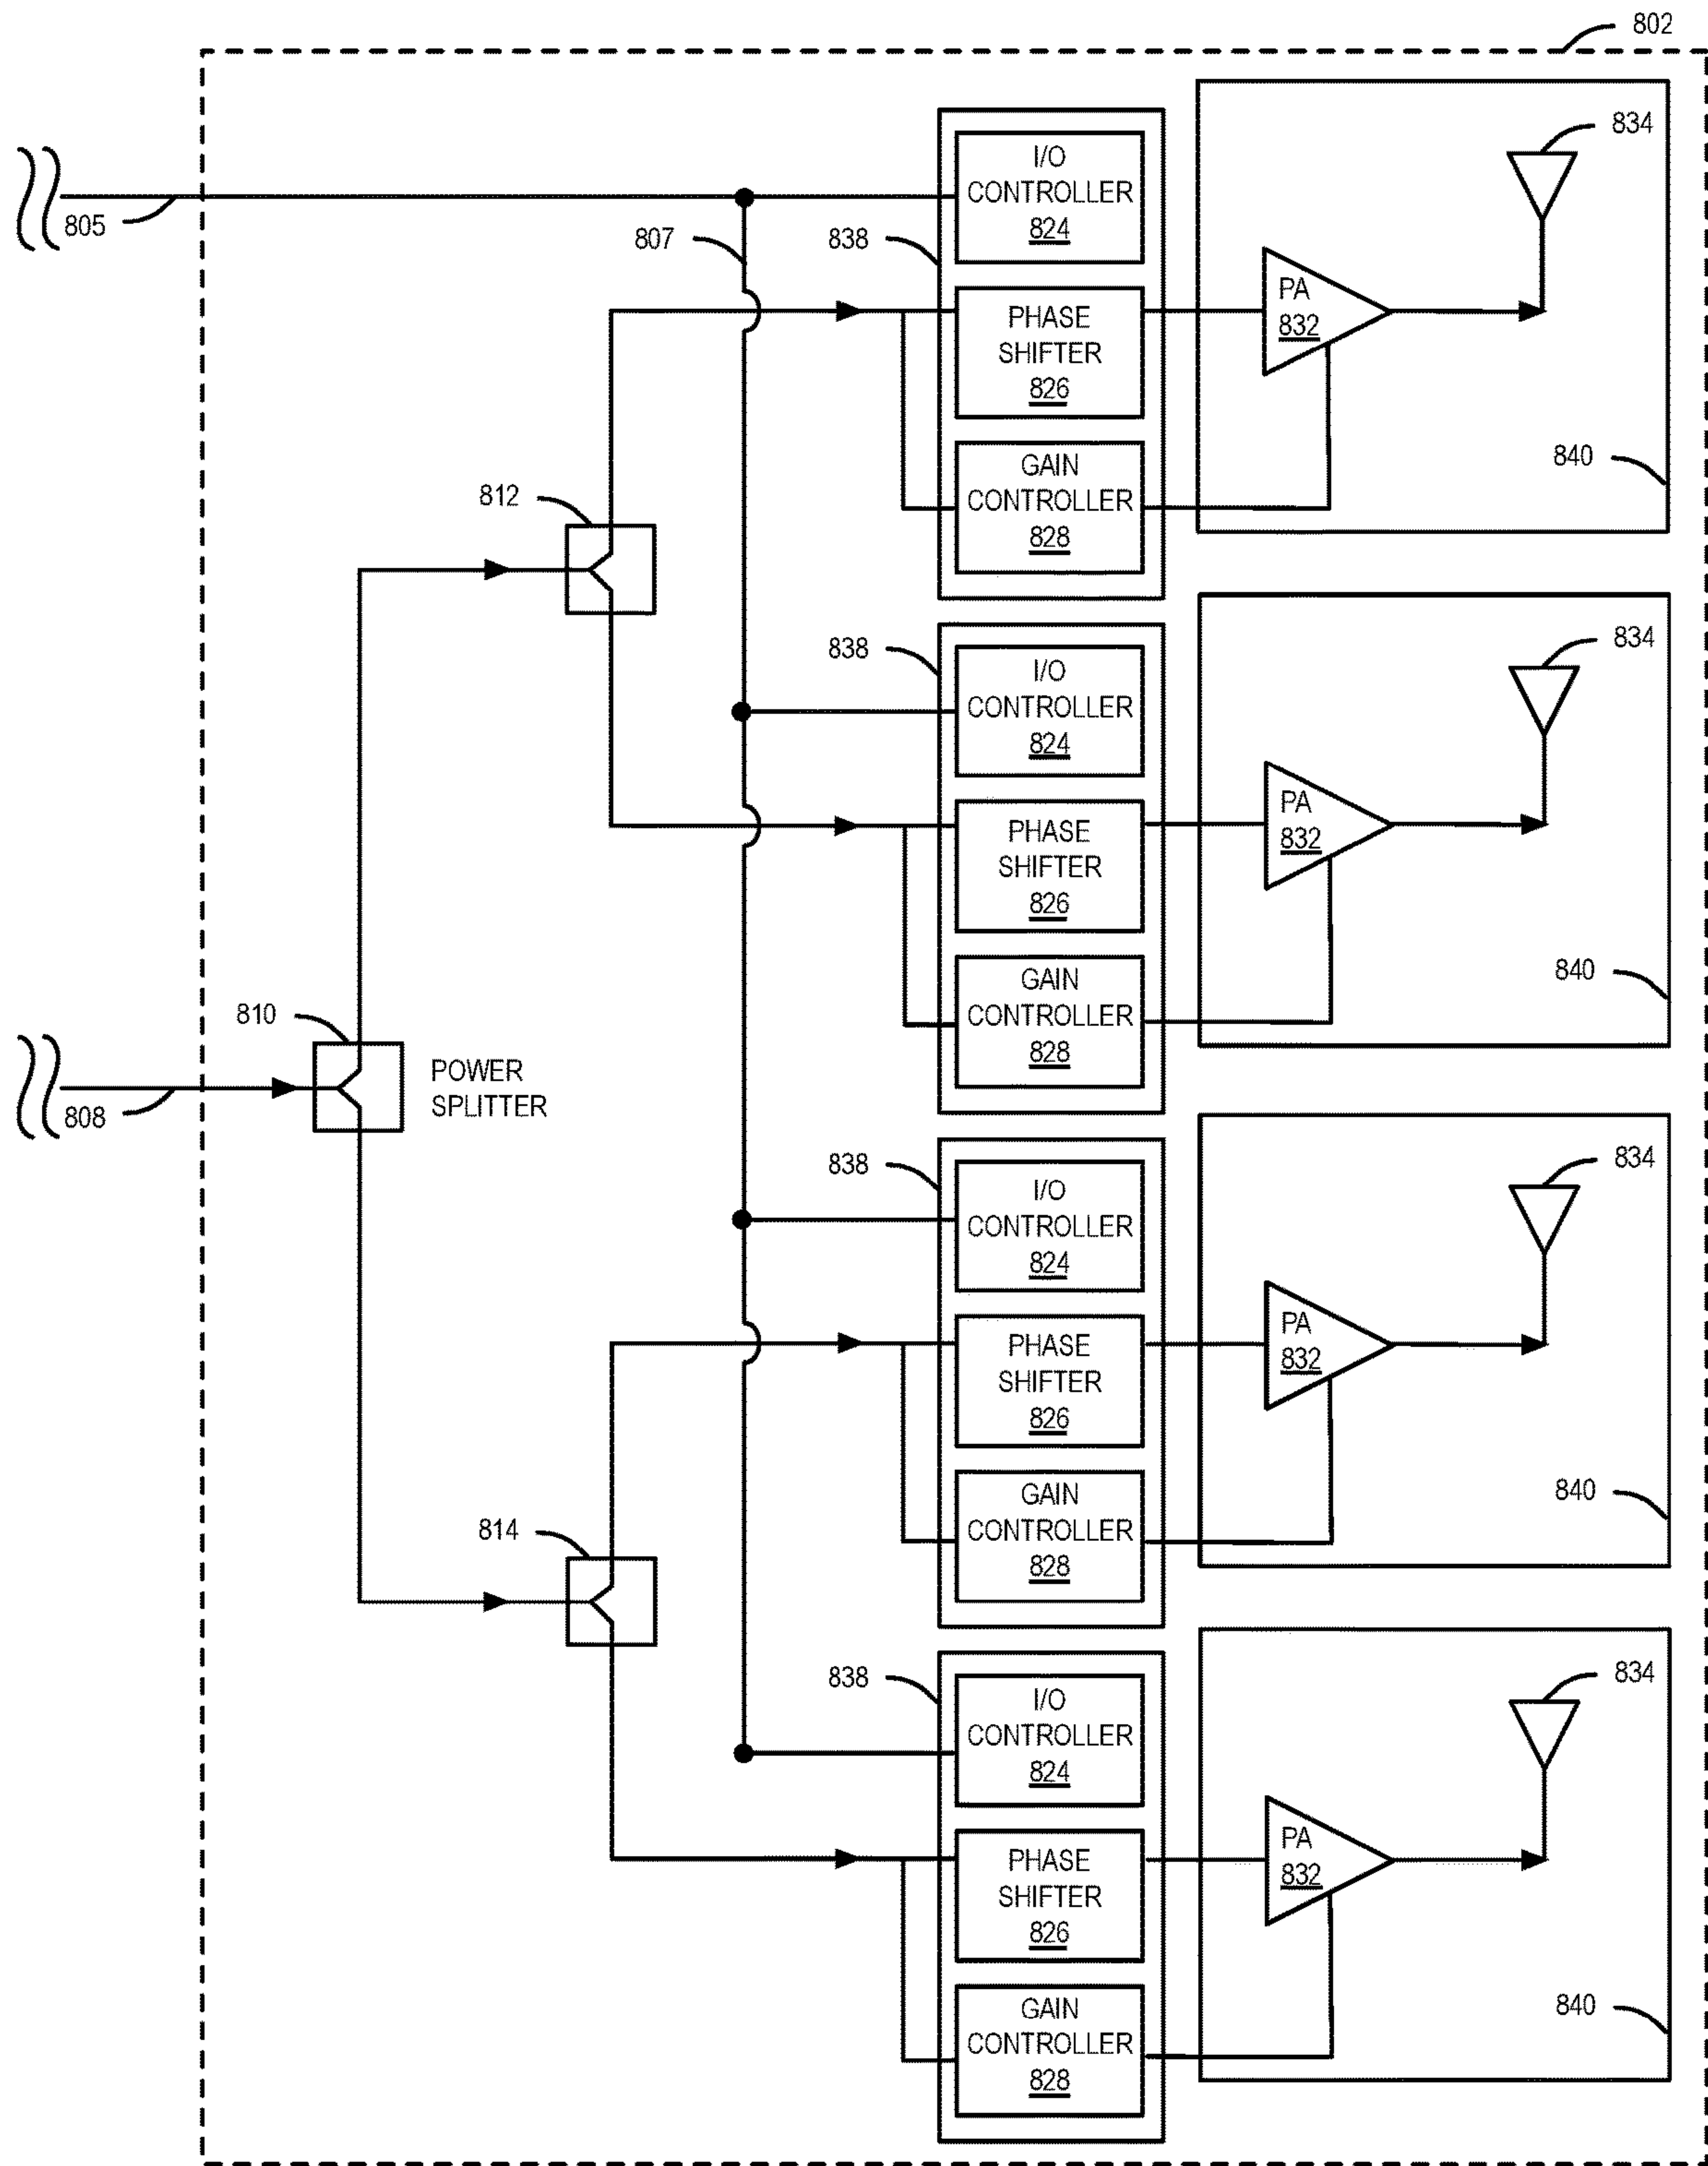 802
834
I/O
CONTROLLER
824
805
807
838
PA
832
PHASE
SHIFTER
826
840
GAIN
CONTROLLER
828
812
834
838
I/O
CONTROLLER
824
PA
832
PHASE
SHIFTER
826
840
GAIN
CONTROLLER
828
810
POWER
SPLITTER
808
834
838
I/O
CONTROLLER
824
PA
832
PHASE
SHIFTER
826
840
GAIN
CONTROLLER
828
814
834
838
I/O
CONTROLLER
824
PA
832
PHASE
SHIFTER
826
840
GAIN
CONTROLLER
828